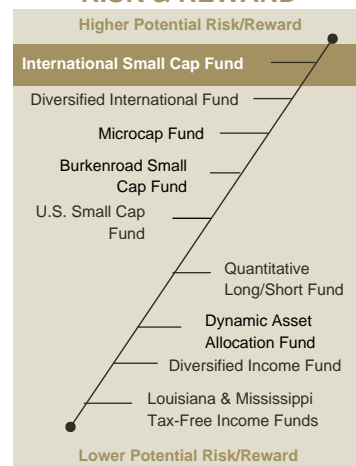 RISK & REWARD
Higher Potential Risk/Reward
International Small Cap Fund
Diversified International Fund
Microcap Fund
Burkenroad Small
Cap Fund
U.S. Small Cap
Fund
Quantitative
Long/Short Fund
Dynamic Asset
Allocation Fund
Diversified Income Fund
Louisiana & Mississippi
Tax-Free Income Funds
Lower Potential Risk/Reward